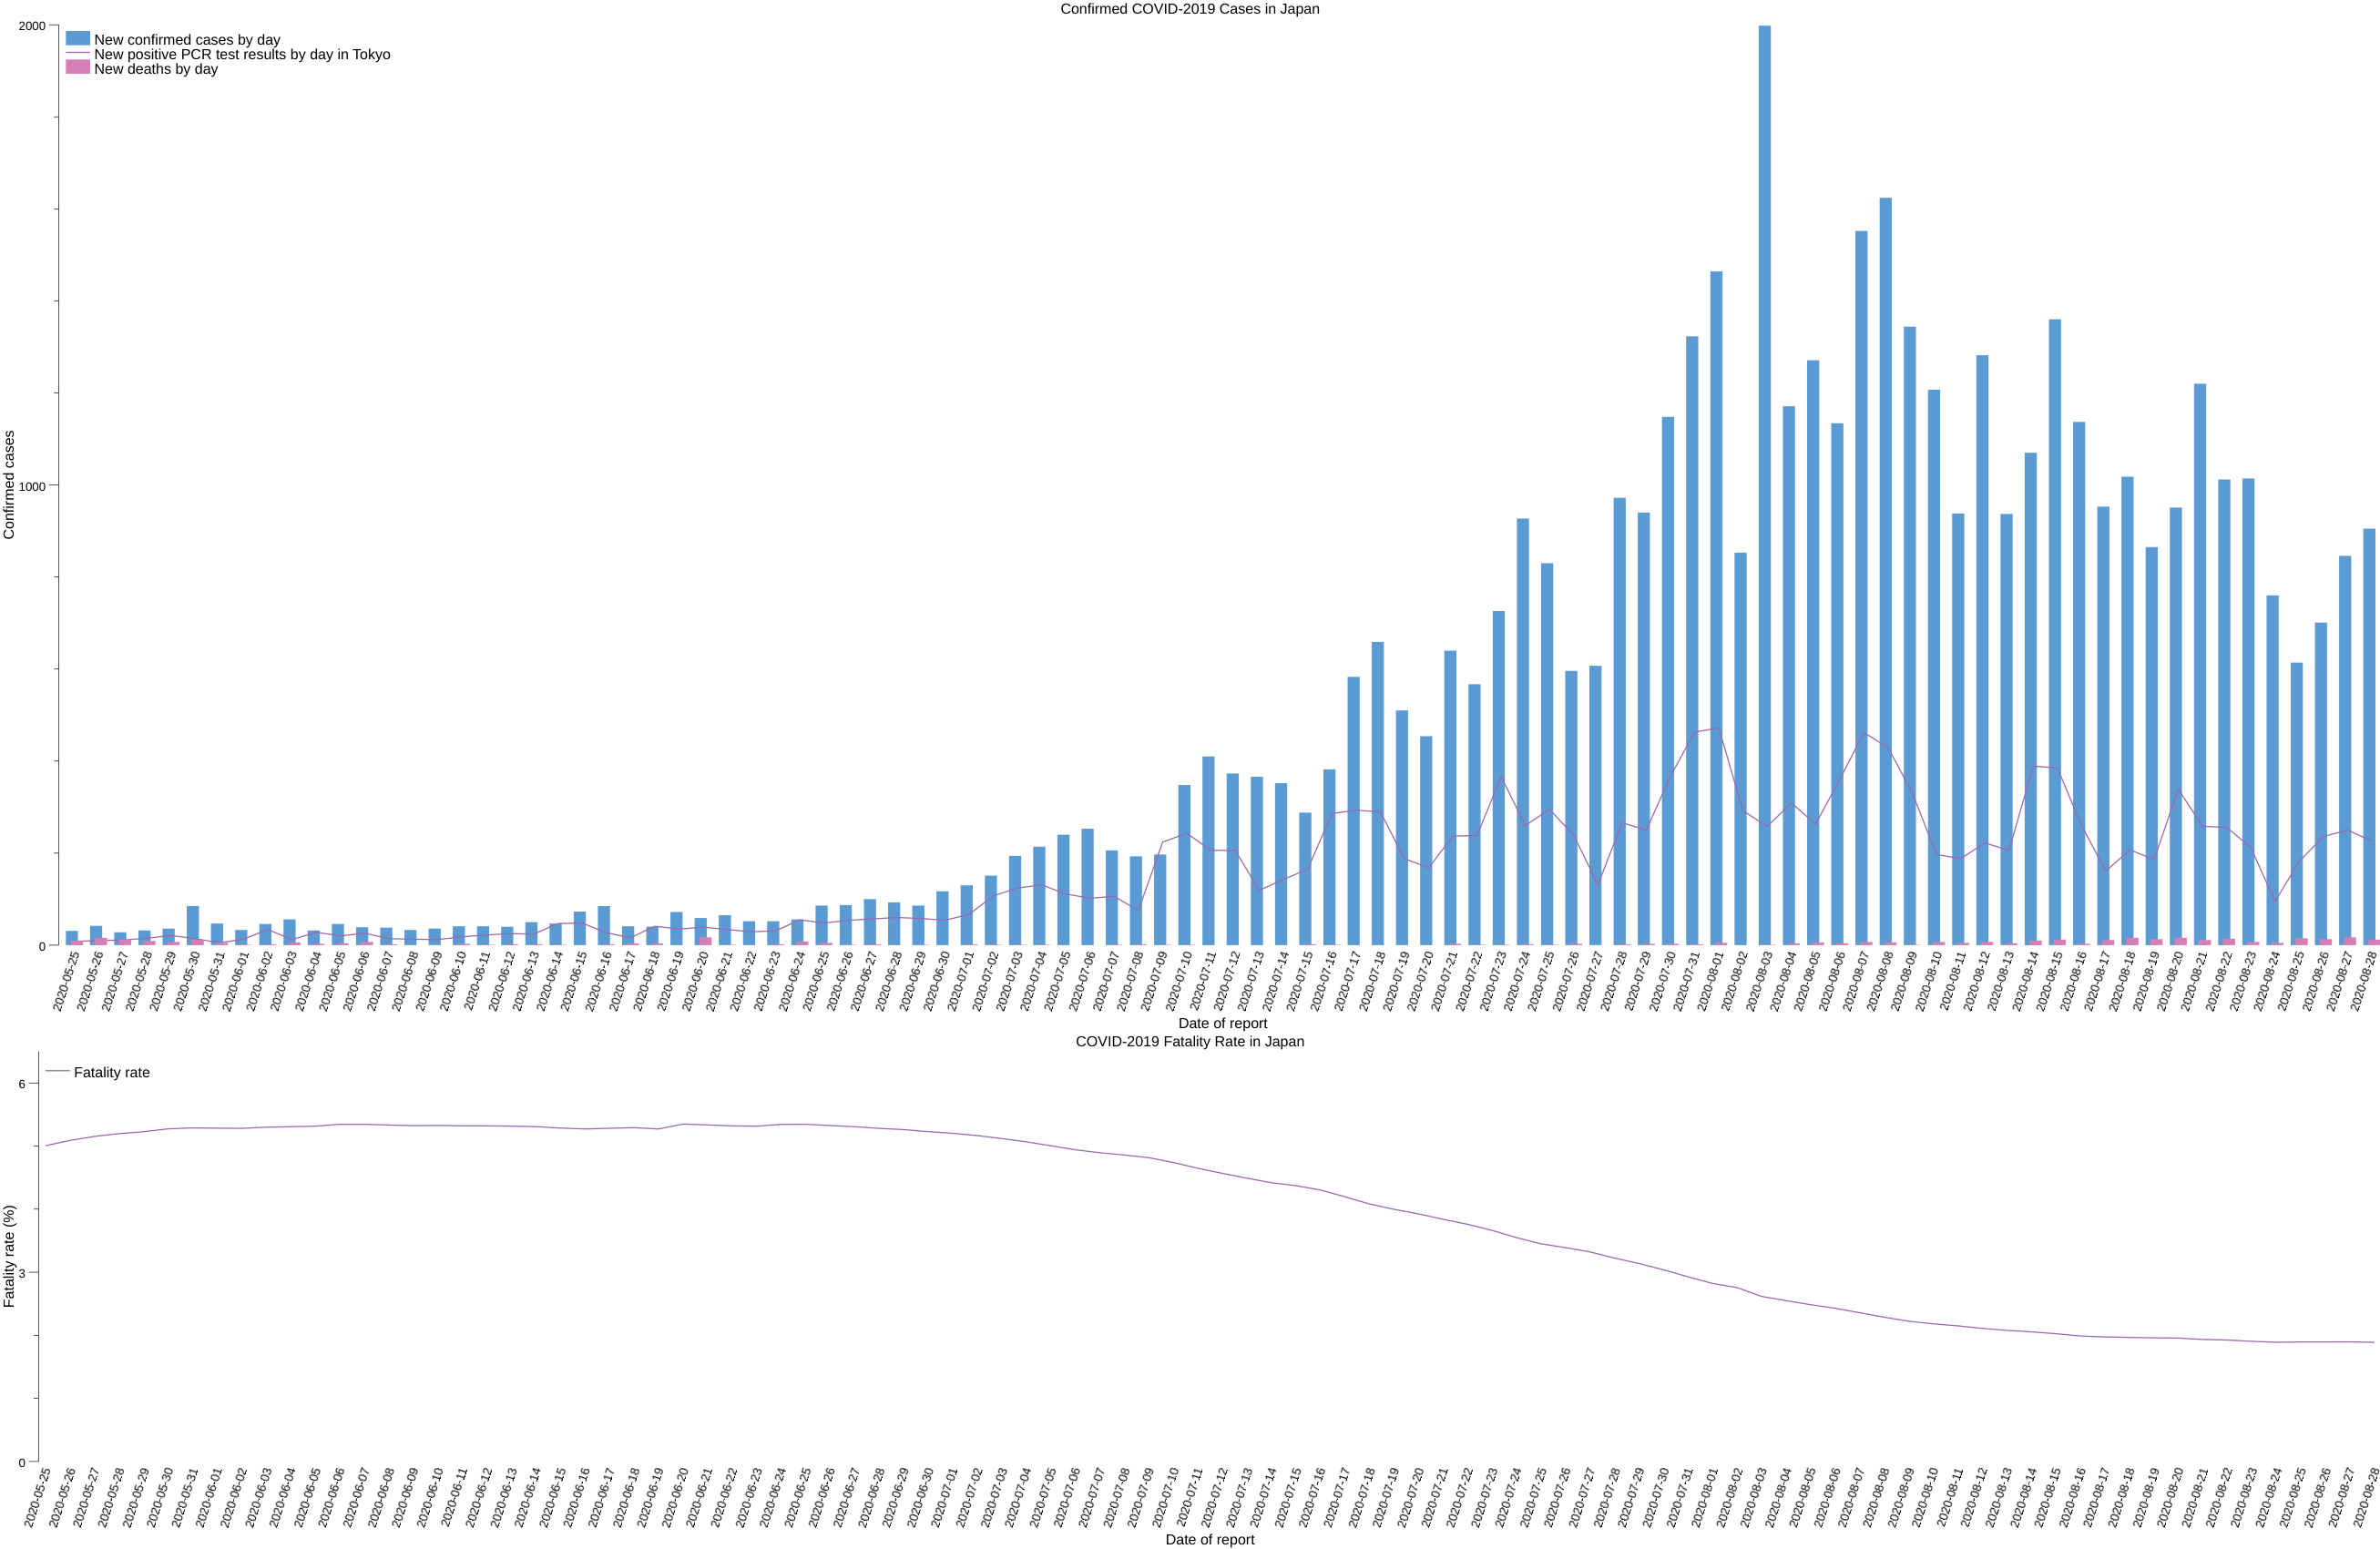 Confirmed COVID-2019 Cases in Japan
2000
New confirmed cases by day
New positive PCR test results by day in Tokyo
New deaths by day
Confirmed cases
1000
0
2020-05-25 2020-05-26 2020-05-27 2020-05-28 2020-05-29 2020-05-30 2020-05-31 2020-06-01 2020-06-02 2020-06-03 2020-06-04 2020-06-05 2020-06-06 2020-06-07 2020-06-08 2020-06-09 2020-06-10 2020-06-11 2020-06-12 2020-06-13 2020-06-14 2020-06-15 2020-06-16 2020-06-17 2020-06-18 2020-06-19 2020-06-20 2020-06-21 2020-06-22 2020-06-23 2020-06-24 2020-06-25 2020-06-26 2020-06-27 2020-06-28 2020-06-29 2020-06-30 2020-07-01 2020-07-02 2020-07-03 2020-07-04 2020-07-05 2020-07-06 2020-07-07 2020-07-08 2020-07-09 2020-07-10 2020-07-11 2020-07-12 2020-07-13 2020-07-14 2020-07-15 2020-07-16 2020-07-17 2020-07-18 2020-07-19 2020-07-20 2020-07-21 2020-07-22 2020-07-23 2020-07-24 2020-07-25 2020-07-26 2020-07-27 2020-07-28 2020-07-29 2020-07-30 2020-07-31 2020-08-01 2020-08-02 2020-08-03 2020-08-04 2020-08-05 2020-08-06 2020-08-07 2020-08-08 2020-08-09 2020-08-10 2020-08-11 2020-08-12 2020-08-13 2020-08-14 2020-08-15 2020-08-16 2020-08-17 2020-08-18 2020-08-19 2020-08-20 2020-08-21 2020-08-22 2020-08-23 2020-08-24 2020-08-25 2020-08-26 2020-08-27 2020-08-28
Date of report
COVID-2019 Fatality Rate in Japan
Fatality rate
6
Fatality rate (%)
3
0
2020-05-25 2020-05-26 2020-05-27 2020-05-28 2020-05-29 2020-05-30 2020-05-31 2020-06-01 2020-06-02 2020-06-03 2020-06-04 2020-06-05 2020-06-06 2020-06-07 2020-06-08 2020-06-09 2020-06-10 2020-06-11 2020-06-12 2020-06-13 2020-06-14 2020-06-15 2020-06-16 2020-06-17 2020-06-18 2020-06-19 2020-06-20 2020-06-21 2020-06-22 2020-06-23 2020-06-24 2020-06-25 2020-06-26 2020-06-27 2020-06-28 2020-06-29 2020-06-30 2020-07-01 2020-07-02 2020-07-03 2020-07-04 2020-07-05 2020-07-06 2020-07-07 2020-07-08 2020-07-09 2020-07-10 2020-07-11 2020-07-12 2020-07-13 2020-07-14 2020-07-15 2020-07-16 2020-07-17 2020-07-18 2020-07-19 2020-07-20 2020-07-21 2020-07-22 2020-07-23 2020-07-24 2020-07-25 2020-07-26 2020-07-27 2020-07-28 2020-07-29 2020-07-30 2020-07-31 2020-08-01 2020-08-02 2020-08-03 2020-08-04 2020-08-05 2020-08-06 2020-08-07 2020-08-08 2020-08-09 2020-08-10 2020-08-11 2020-08-12 2020-08-13 2020-08-14 2020-08-15 2020-08-16 2020-08-17 2020-08-18 2020-08-19 2020-08-20 2020-08-21 2020-08-22 2020-08-23 2020-08-24 2020-08-25 2020-08-26 2020-08-27 2020-08-28
Date of report